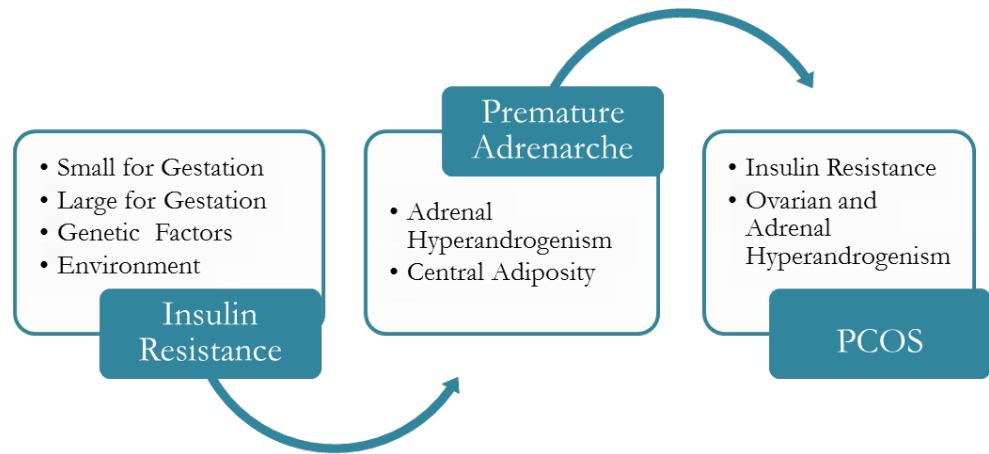 • Small for Gestation
• Large for Gestation
• Genetic Factors
• Environment
Insulin
Resistance
Premature
Adrenarche
• Adrenal
Hyperandrogenism
• Central Adiposity
• Insulin Resistance
• Ovarian and
Adrenal
Hyperandrogenism
PCOS